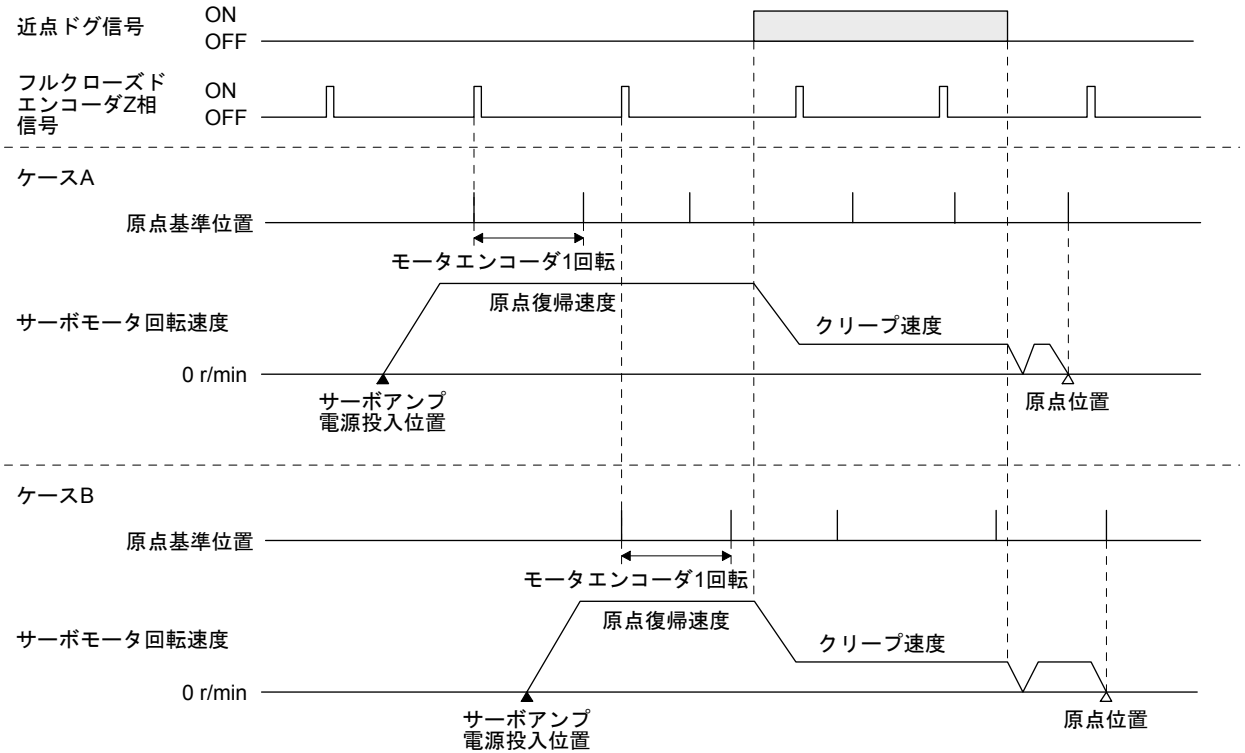 近点ドグ信号
ON
OFF
フルクローズド
エンコーダZ相
信号
ON
OFF
ケースA
原点基準位置
モータエンコーダ1回転
原点復帰速度
サーボモータ回転速度
クリープ速度
0 r/min
サーボアンプ
電源投入位置
原点位置
ケースB
原点基準位置
モータエンコーダ1回転
原点復帰速度
サーボモータ回転速度
クリープ速度
0 r/min
サーボアンプ
電源投入位置
原点位置